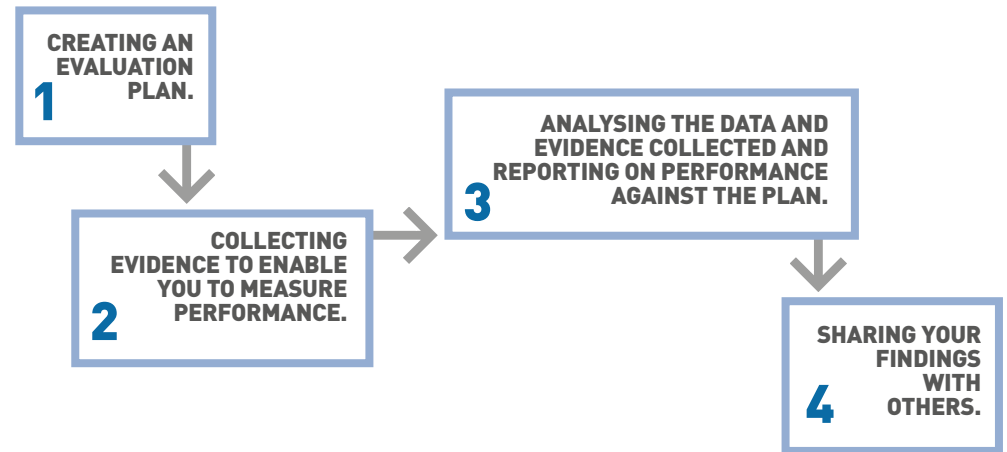 CREATING AN
EVALUATION
PLAN.
1
COLLECTING
EVIDENCE TO ENABLE
YOU TO MEASURE
PERFORMANCE.
2
ANALYSING THE DATA AND
EVIDENCE COLLECTED AND
REPORTING ON PERFORMANCE
AGAINST THE PLAN.
3
SHARING YOUR
FINDINGS
WITH
OTHERS.
4